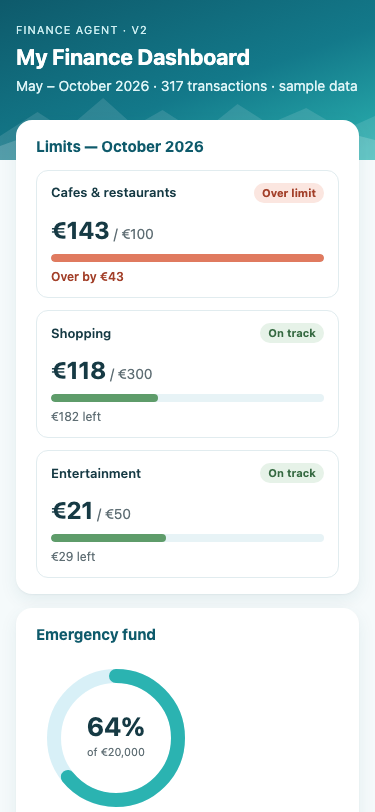 FINANCE AGENT · V2
My Finance Dashboard
May – October 2026 · 317 transactions · sample data
Limits — October 2026
Cafes & restaurants
Over limit
€143 / €100
Over by €43
Shopping
On track
€118 / €300
€182 left
Entertainment
On track
€21 / €50
€29 left
Emergency fund
64%
of €20,000